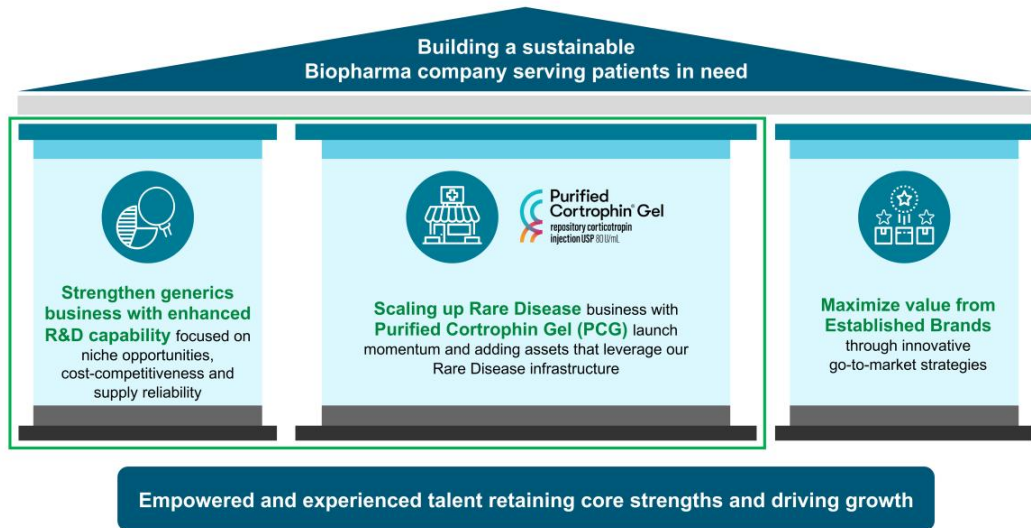 Building a sustainable
Biopharma company serving patients in need
Strengthen generics
business with enhanced
R&D capability focused on
niche opportunities,
cost-competitiveness and
supply reliability
Purified
Cortrophin® Gel
repository corticotropin
injection USP 80 U/mL
Scaling up Rare Disease business with
Purified Cortrophin Gel (PCG) launch
momentum and adding assets that leverage our
Rare Disease infrastructure
Maximize value from
Established Brands
through innovative
go-to-market strategies
Empowered and experienced talent retaining core strengths and driving growth